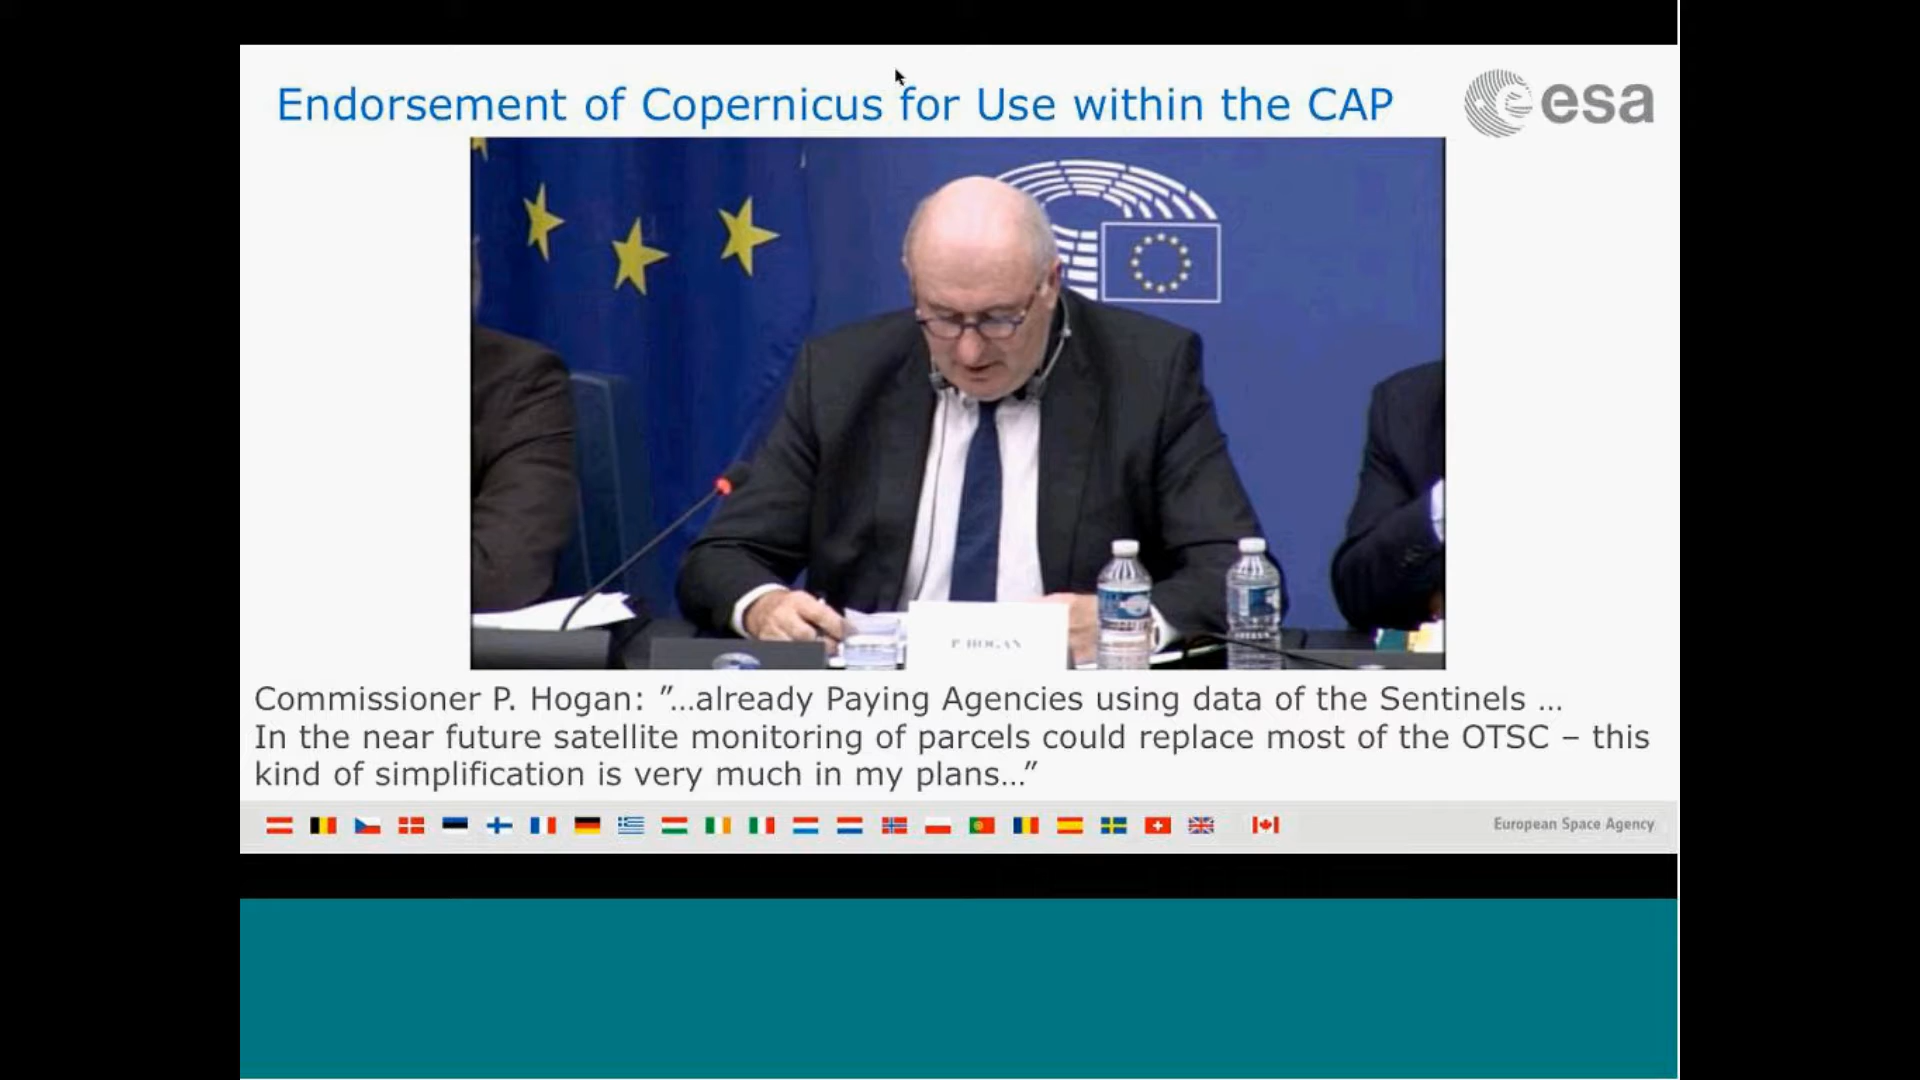 Endorsement of Copernicus for Use within the CAP
esa
P. HOGAN
Commissioner P. Hogan: ”…already Paying Agencies using data of the Sentinels …
In the near future satellite monitoring of parcels could replace most of the OTSC – this
kind of simplification is very much in my plans…”
European Space Agency